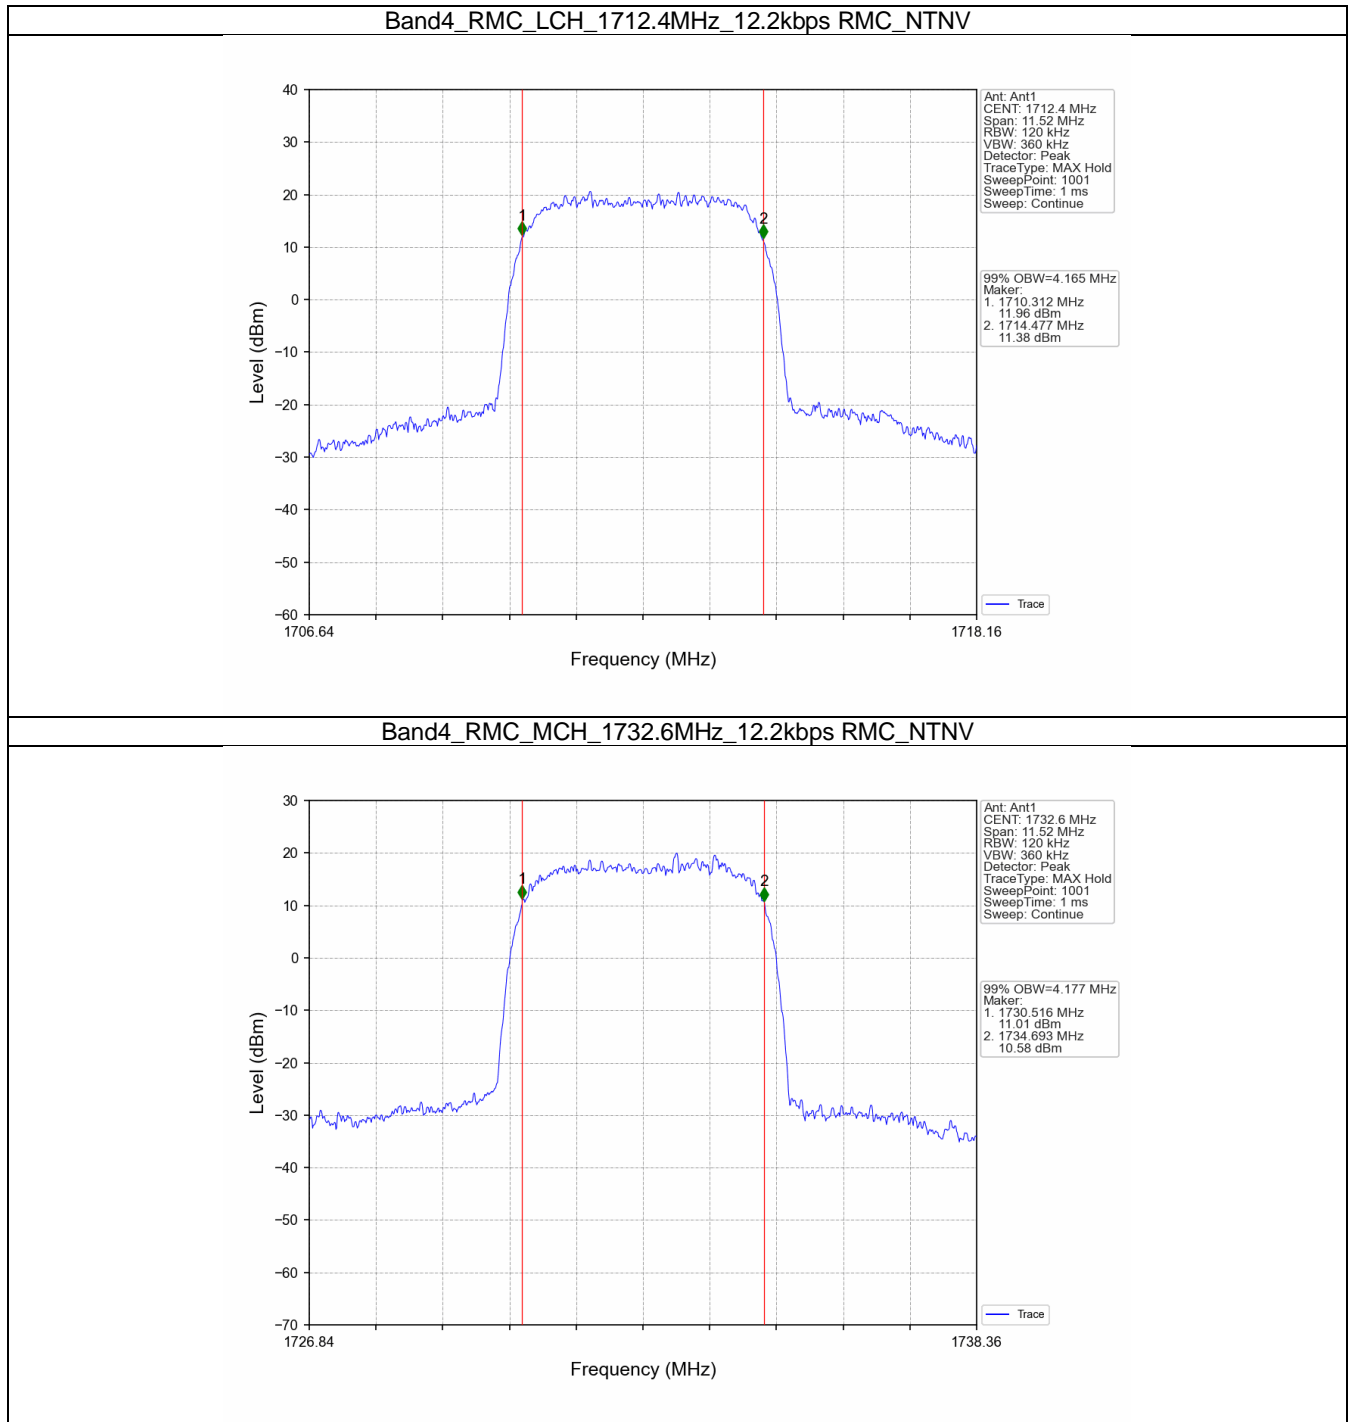 Band4_RMC_LCH_1712.4MHz_12.2kbps RMC_NTNV
40
30
20
10
0
−10
−20
−30
−40
−50
−60
Level (dBm)
1
2
1706.64
1718.16
Frequency (MHz)
Ant: Ant1
CENT: 1712.4 MHz
Span: 11.52 MHz
RBW: 120 kHz
VBW: 360 kHz
Detector: Peak
TraceType: MAX Hold
SweepPoint: 1001
SweepTime: 1 ms
Sweep: Continue
99% OBW=4.165 MHz
Maker:
1. 1710.312 MHz
11.96 dBm
2. 1714.477 MHz
11.38 dBm
Trace
Band4_RMC_MCH_1732.6MHz_12.2kbps RMC_NTNV
30
20
10
0
−10
−20
−30
−40
−50
−60
−70
Level (dBm)
1
2
1726.84
1738.36
Frequency (MHz)
Ant: Ant1
CENT: 1732.6 MHz
Span: 11.52 MHz
RBW: 120 kHz
VBW: 360 kHz
Detector: Peak
TraceType: MAX Hold
SweepPoint: 1001
SweepTime: 1 ms
Sweep: Continue
99% OBW=4.177 MHz
Maker:
1. 1730.516 MHz
11.01 dBm
2. 1734.693 MHz
10.58 dBm
Trace